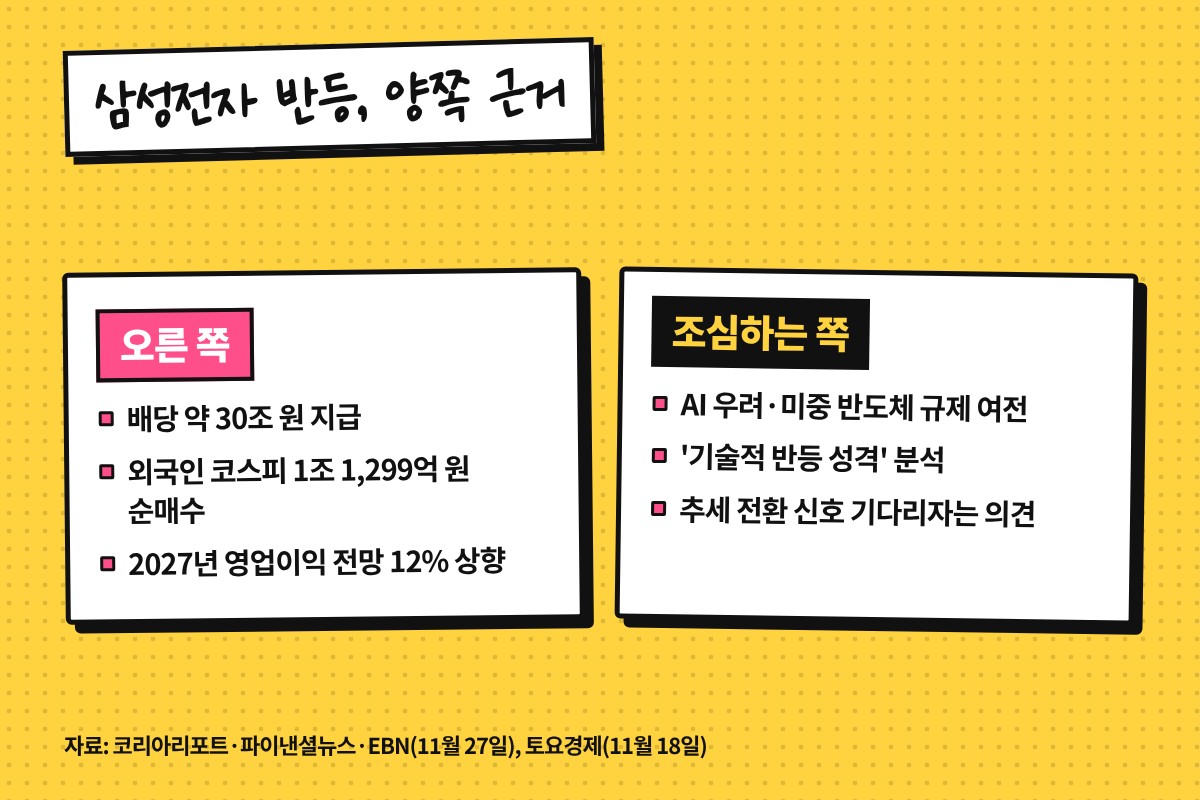 삼성전자 반등, 양쪽 근거
오른 쪽
배당 약 30조 원 지급
외국인 코스피 1조 1,299억 원
순매수
2027년 영업이익 전망 12% 상향
조심하는 쪽
AI 우려·미중 반도체 규제 여전
'기술적 반등 성격' 분석
추세 전환 신호 기다리자는 의견
자료: 코리아리포트·파이낸셜뉴스·EBN(11월 27일), 토요경제(11월 18일)